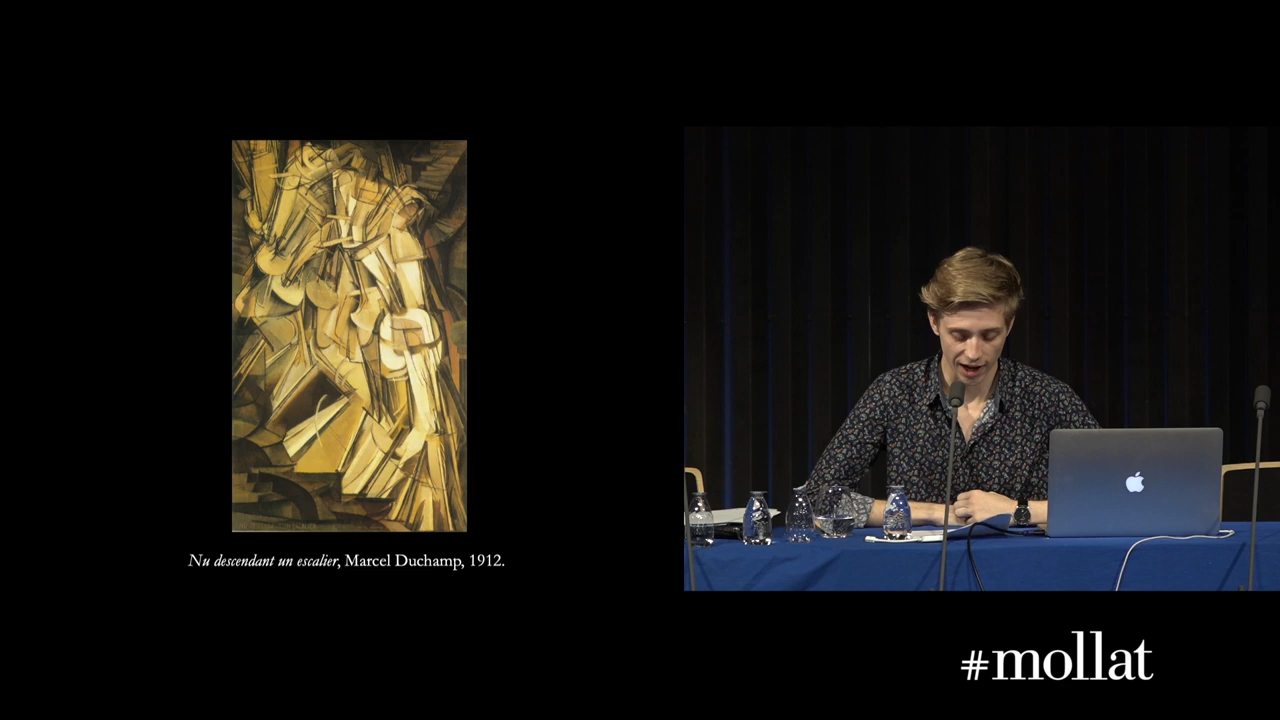 Nu descendant un escalier, Marcel Duchamp, 1912.
#mollat